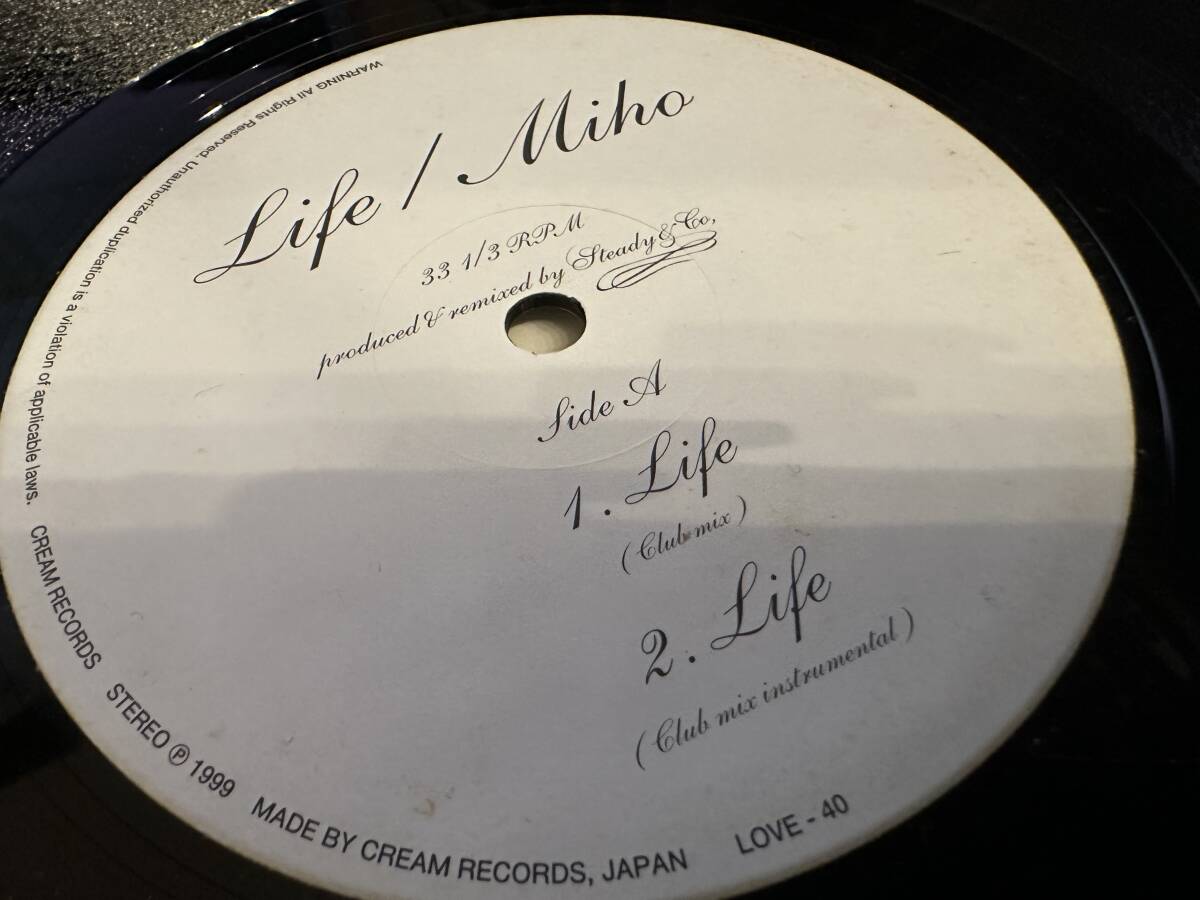 Life / Miho
33 1/3 RPM
produced & remixed by Steady & Co,
Side A
1. Life
(Club mix)
2. Life
(Club mix instrumental)
WARNING All Rights Reserved. Unauthorized duplication is a violation of applicable laws. CREAM RECORDS STEREO ℗ 1999 MADE BY CREAM RECORDS, JAPAN LOVE - 40